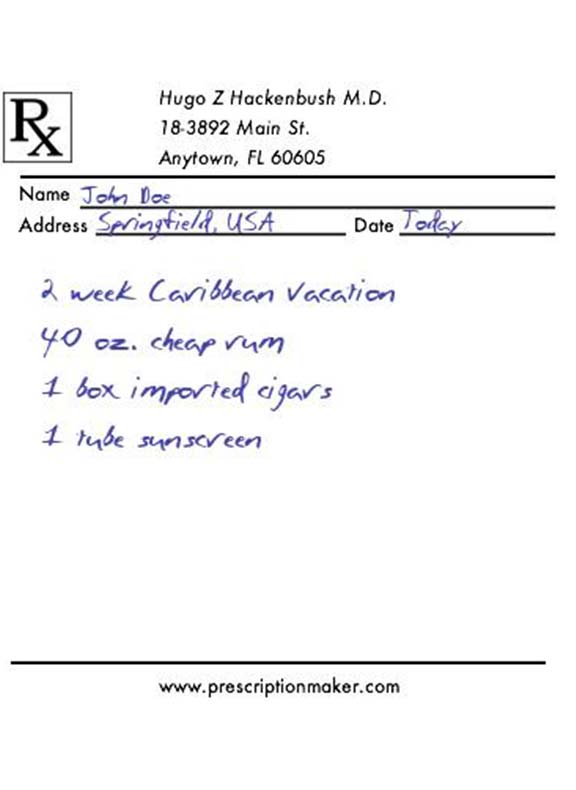 Rx
Hugo Z Hackenbush M.D.
18-3892 Main St.
Anytown, FL 60605
Name John Doe
Address Springfield, USA Date Today
2 week Caribbean Vacation
40 oz. cheap rum
1 box imported cigars
1 tube sunscreen
www.prescriptionmaker.com